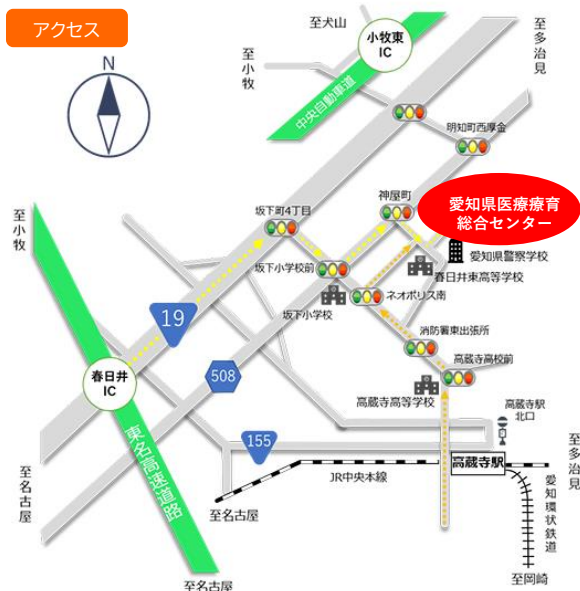 アクセス
至犬山
小牧東
IC
至多治見
至小牧
N
中央自動車道
明知町西厚金
神屋町
愛知県医療療育
総合センター
坂下町4丁目
至小牧
愛知県警察学校
坂下小学校前
春日井東高等学校
ネオポリス南
坂下小学校
19
消防署東出張所
508
高蔵寺高校前
春日井
IC
高蔵寺高等学校
高蔵寺駅
北口
東名高速道路
155
至多治見
高蔵寺駅
至名古屋
JR中央本線
愛知環状鉄道
至名古屋
至岡崎
至名古屋